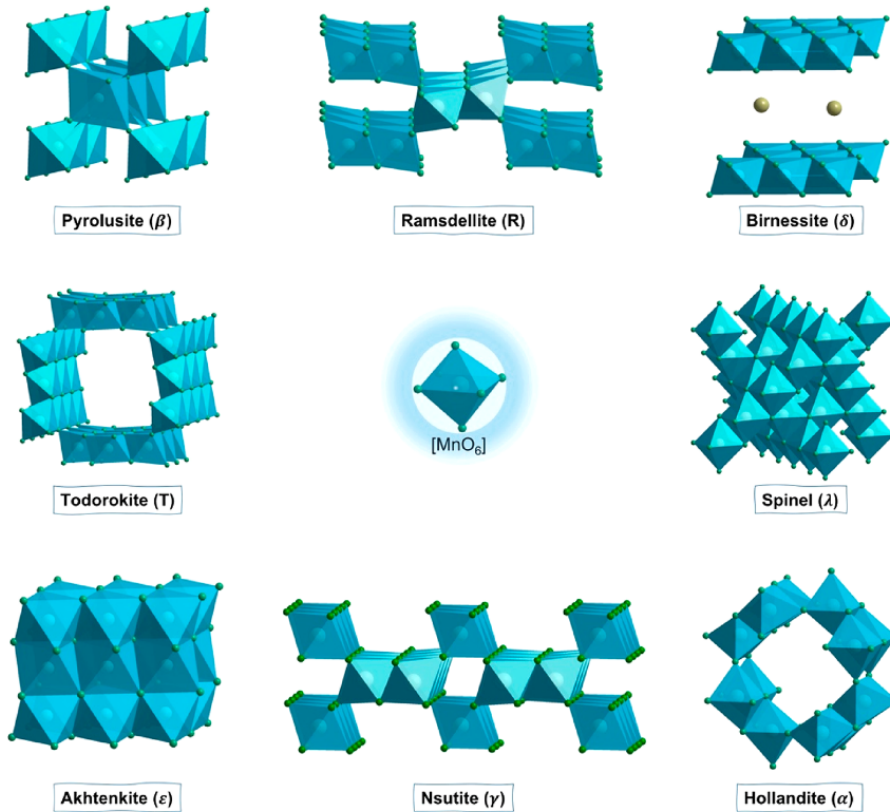 Pyrolusite (β)
Ramsdellite (R)
Birnessite (δ)
[MnO₆]
Todorokite (T)
Spinel (λ)
Akhtenkite (ε)
Nsutite (γ)
Hollandite (α)